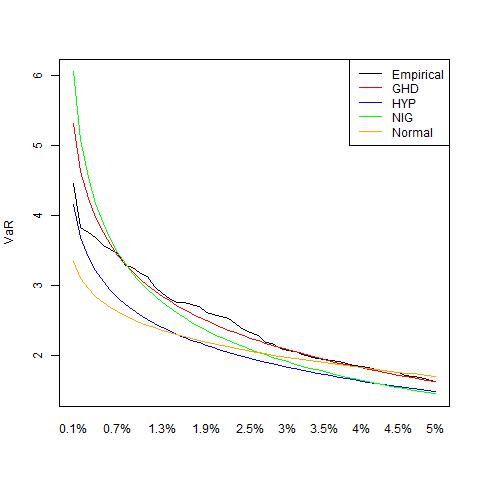 Empirical
GHD
HYP
NIG
Normal
VaR
6
5
4
3
2
0.1% 0.7% 1.3% 1.9% 2.5% 3% 3.5% 4% 4.5% 5%